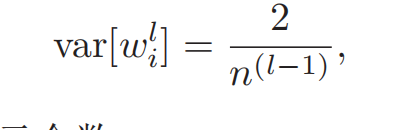 var[w_i^l] = 2 / n^(l−1),